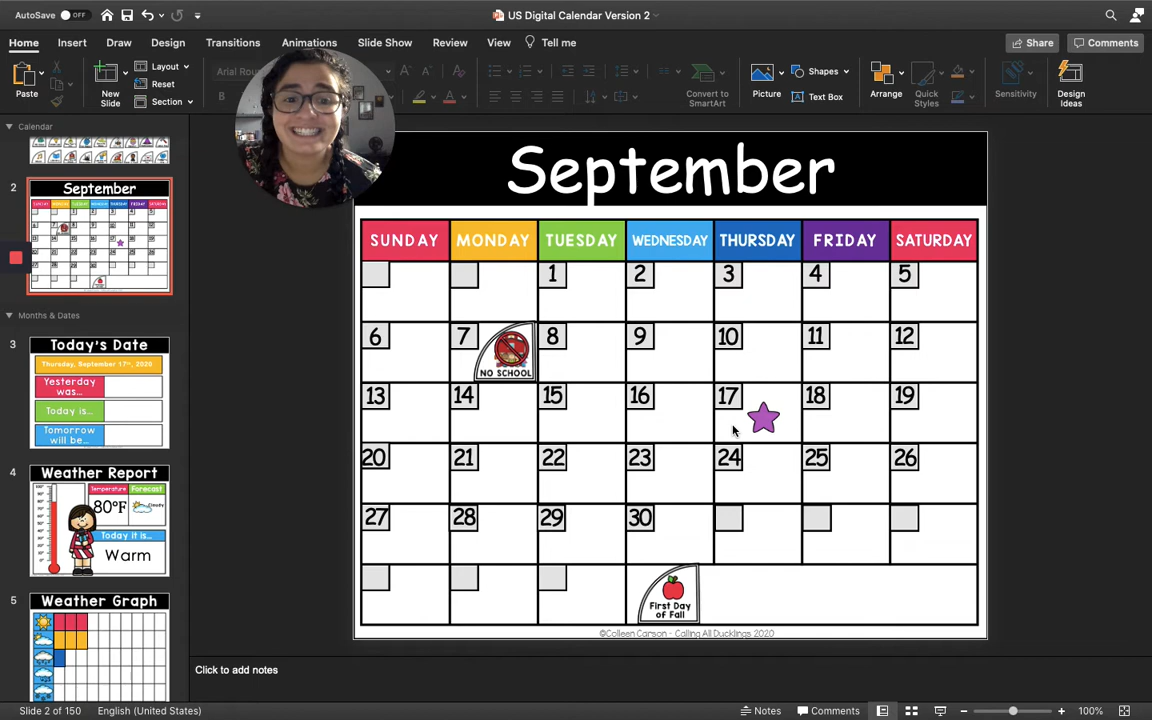 AutoSave OFF
US Digital Calendar Version 2
Home Insert Draw Design Transitions Animations Slide Show Review View Tell me
Share Comments
Paste
New Slide
Layout
Reset
Section
Convert to SmartArt
Picture
Shapes
Text Box
Arrange
Quick Styles
Sensitivity
Design Ideas
Calendar
2
September
Months & Dates
3
Today's Date
Thursday, September 17th, 2020
Yesterday was...
Today is...
Tomorrow will be...
4
Weather Report
Temperature Forecast
80°F Cloudy
Today it is...
Warm
5
Weather Graph
September
SUNDAY MONDAY TUESDAY WEDNESDAY THURSDAY FRIDAY SATURDAY
1 2 3 4 5
6 7 8 9 10 11 12
NO SCHOOL
13 14 15 16 17 18 19
20 21 22 23 24 25 26
27 28 29 30
First Day
of Fall
©Colleen Carson - Calling All Ducklings 2020
Click to add notes
Slide 2 of 150 English (United States) Notes Comments 100%